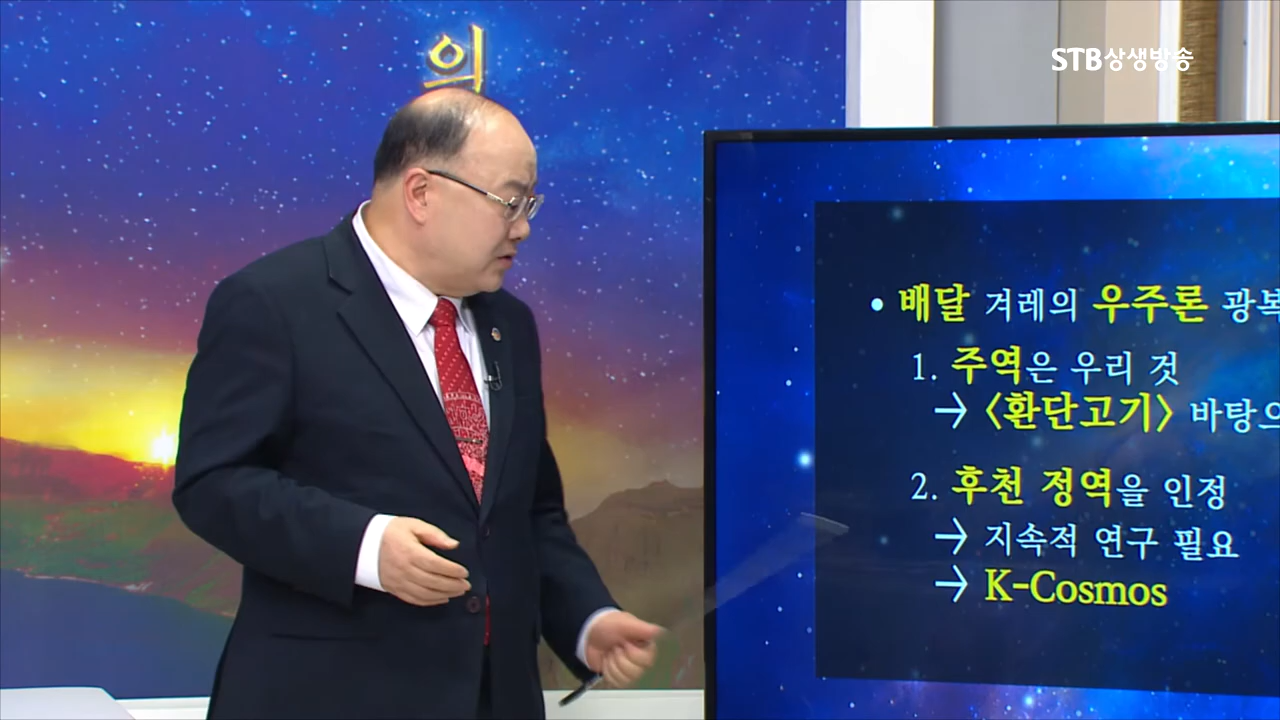 의
STB상생방송
• 배달 겨레의 우주론 광복
1. 주역은 우리 것
→ <환단고기> 바탕으
2. 후천 정역을 인정
→ 지속적 연구 필요
→ K-Cosmos